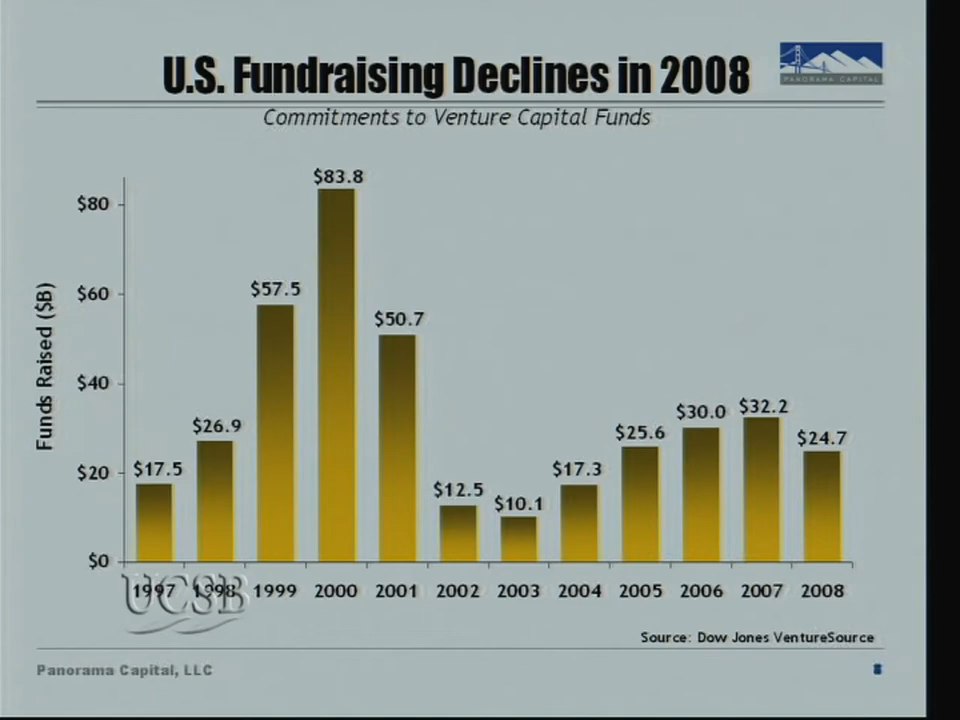 U.S. Fundraising Declines in 2008
PANORAMA CAPITAL
Commitments to Venture Capital Funds
Funds Raised ($B)
$80
$60
$40
$20
$0
$17.5
$26.9
$57.5
$83.8
$50.7
$12.5
$10.1
$17.3
$25.6
$30.0
$32.2
$24.7
1997 1998 1999 2000 2001 2002 2003 2004 2005 2006 2007 2008
UCSB
Source: Dow Jones VentureSource
Panorama Capital, LLC
8